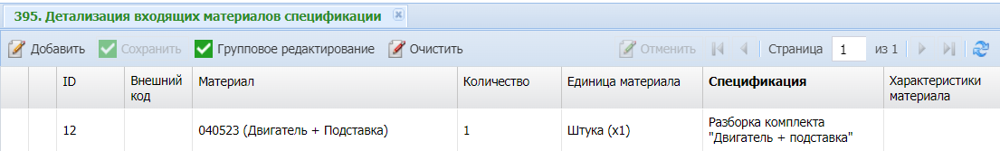 395. Детализация входящих материалов спецификации
Добавить Сохранить Групповое редактирование Очистить Отменить Страница 1 из 1
ID Внешний код Материал Количество Единица материала Спецификация Характеристики материала
12 040523 (Двигатель + Подставка) 1 Штука (x1) Разборка комплекта "Двигатель + подставка"